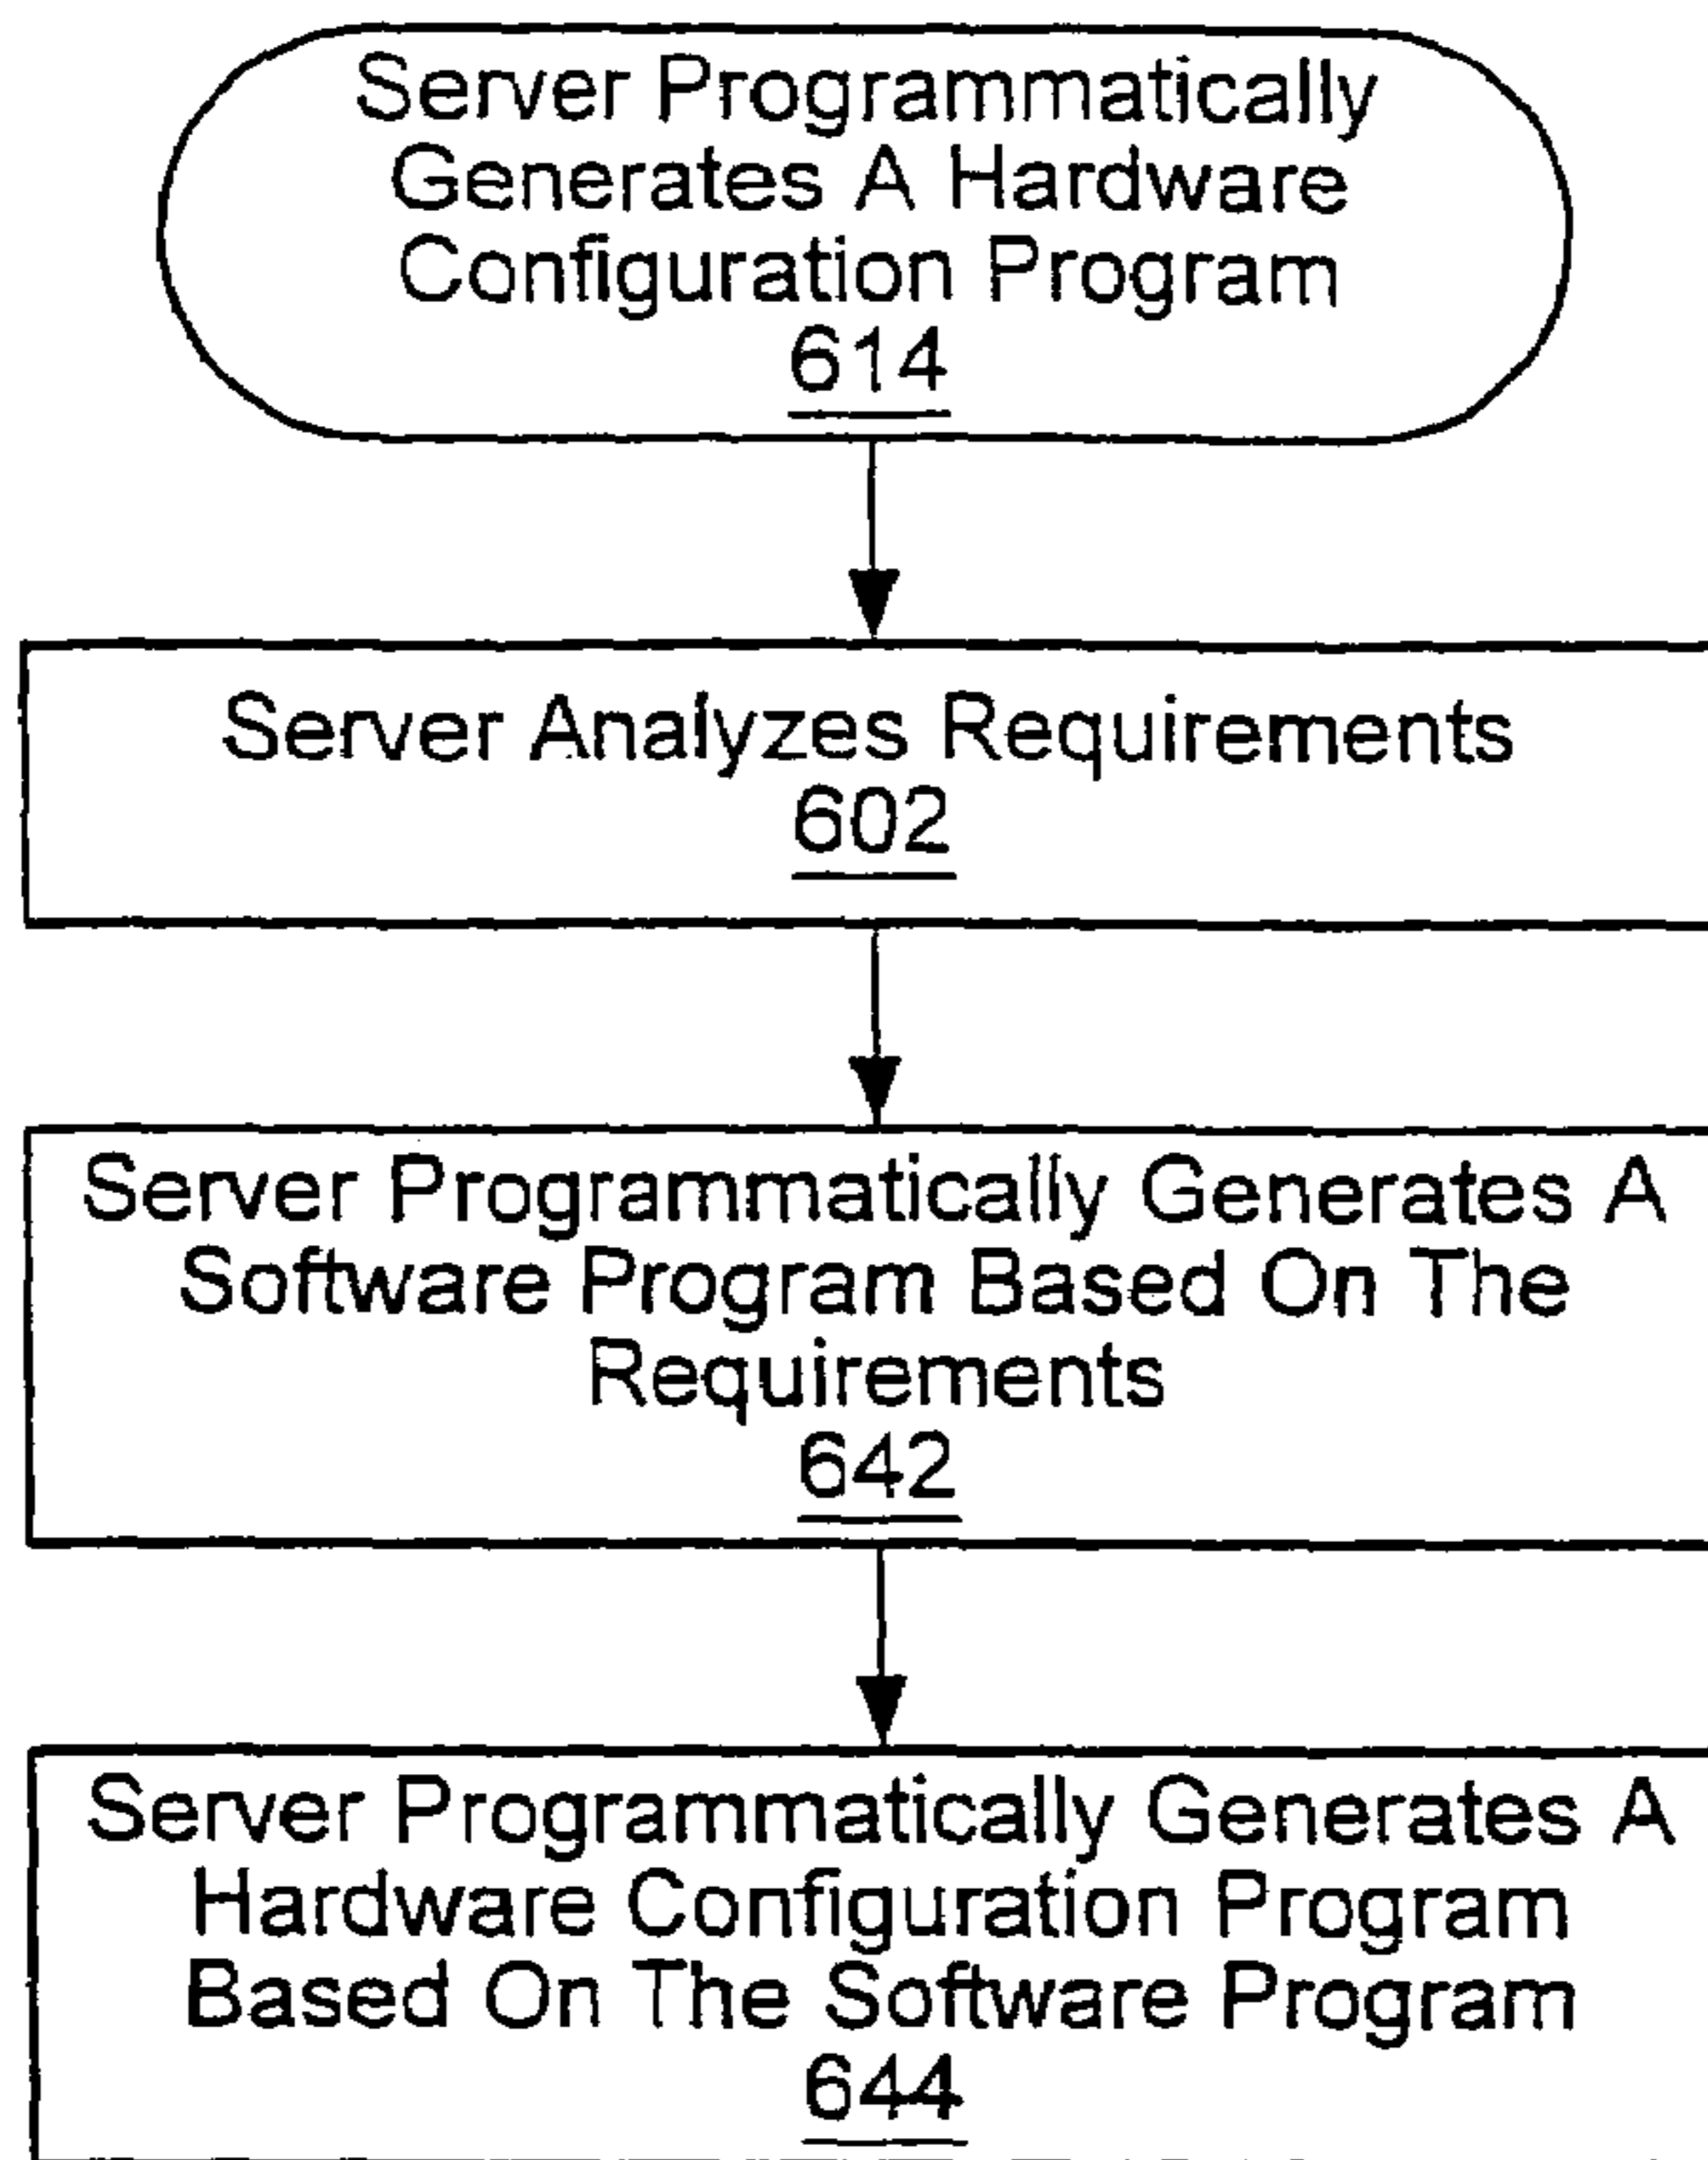 Server Programmatically
Generates A Hardware
Configuration Program
614
Server Analyzes Requirements
602
Server Programmatically Generates A
Software Program Based On The
Requirements
642
Server Programmatically Generates A
Hardware Configuration Program
Based On The Software Program
644